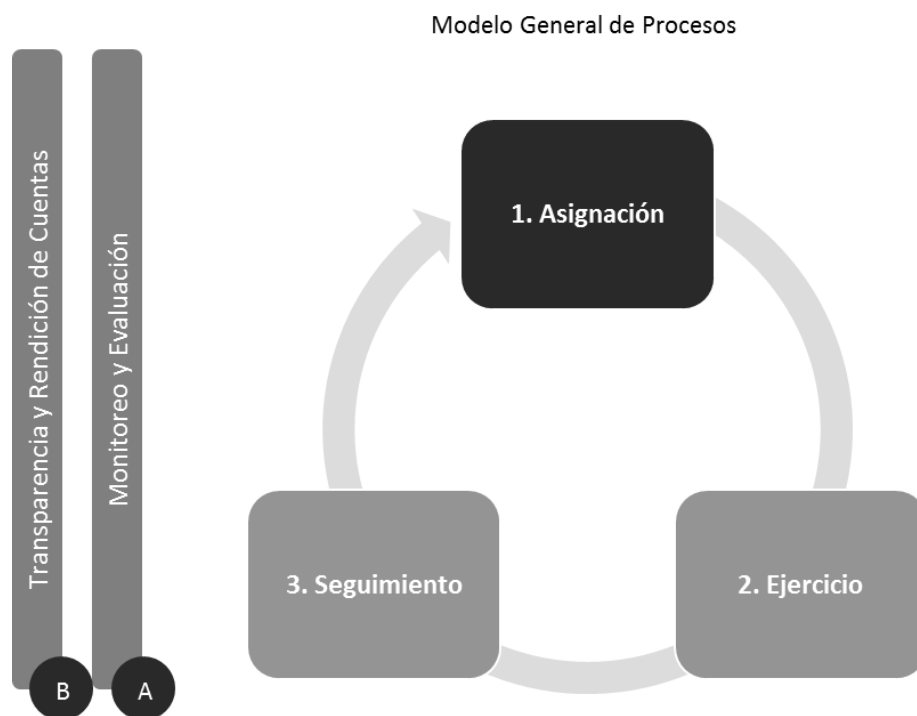 Modelo General de Procesos
Transparencia y Rendición de Cuentas
B
Monitoreo y Evaluación
A
1. Asignación
2. Ejercicio
3. Seguimiento